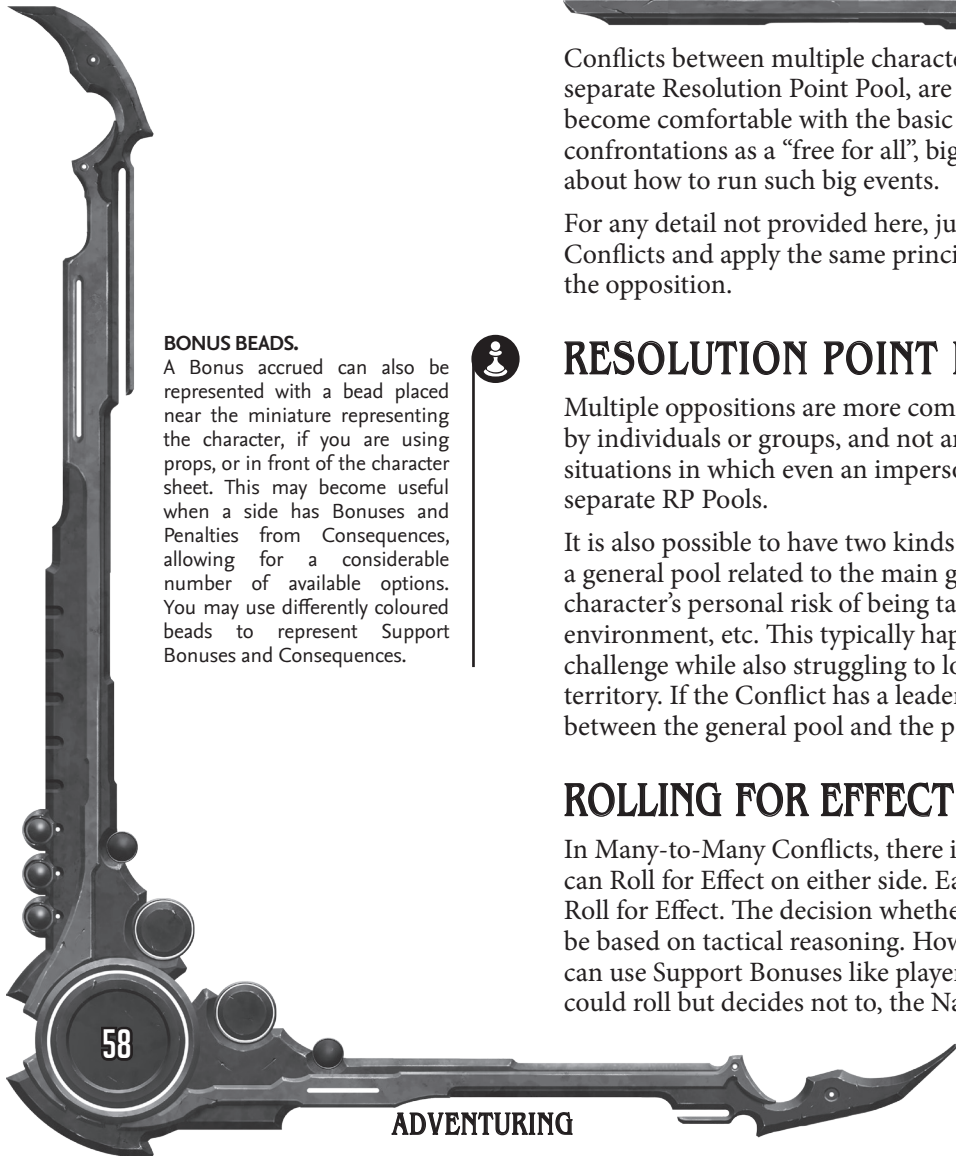 Conflicts between multiple characte
separate Resolution Point Pool, are
become comfortable with the basic
confrontations as a “free for all”, big
about how to run such big events.
For any detail not provided here, ju
Conflicts and apply the same princi
the opposition.
BONUS BEADS.
A Bonus accrued can also be
represented with a bead placed
near the miniature representing
the character, if you are using
props, or in front of the character
sheet. This may become useful
when a side has Bonuses and
Penalties from Consequences,
allowing for a considerable
number of available options.
You may use differently coloured
beads to represent Support
Bonuses and Consequences.
RESOLUTION POINT
Multiple oppositions are more com
by individuals or groups, and not a
situations in which even an imperso
separate RP Pools.
It is also possible to have two kinds
a general pool related to the main g
character’s personal risk of being ta
environment, etc. This typically hap
challenge while also struggling to lo
territory. If the Conflict has a leader
between the general pool and the p
ROLLING FOR EFFECT
In Many-to-Many Conflicts, there i
can Roll for Effect on either side. Ea
Roll for Effect. The decision whethe
be based on tactical reasoning. How
can use Support Bonuses like player
could roll but decides not to, the Na
58
ADVENTURING